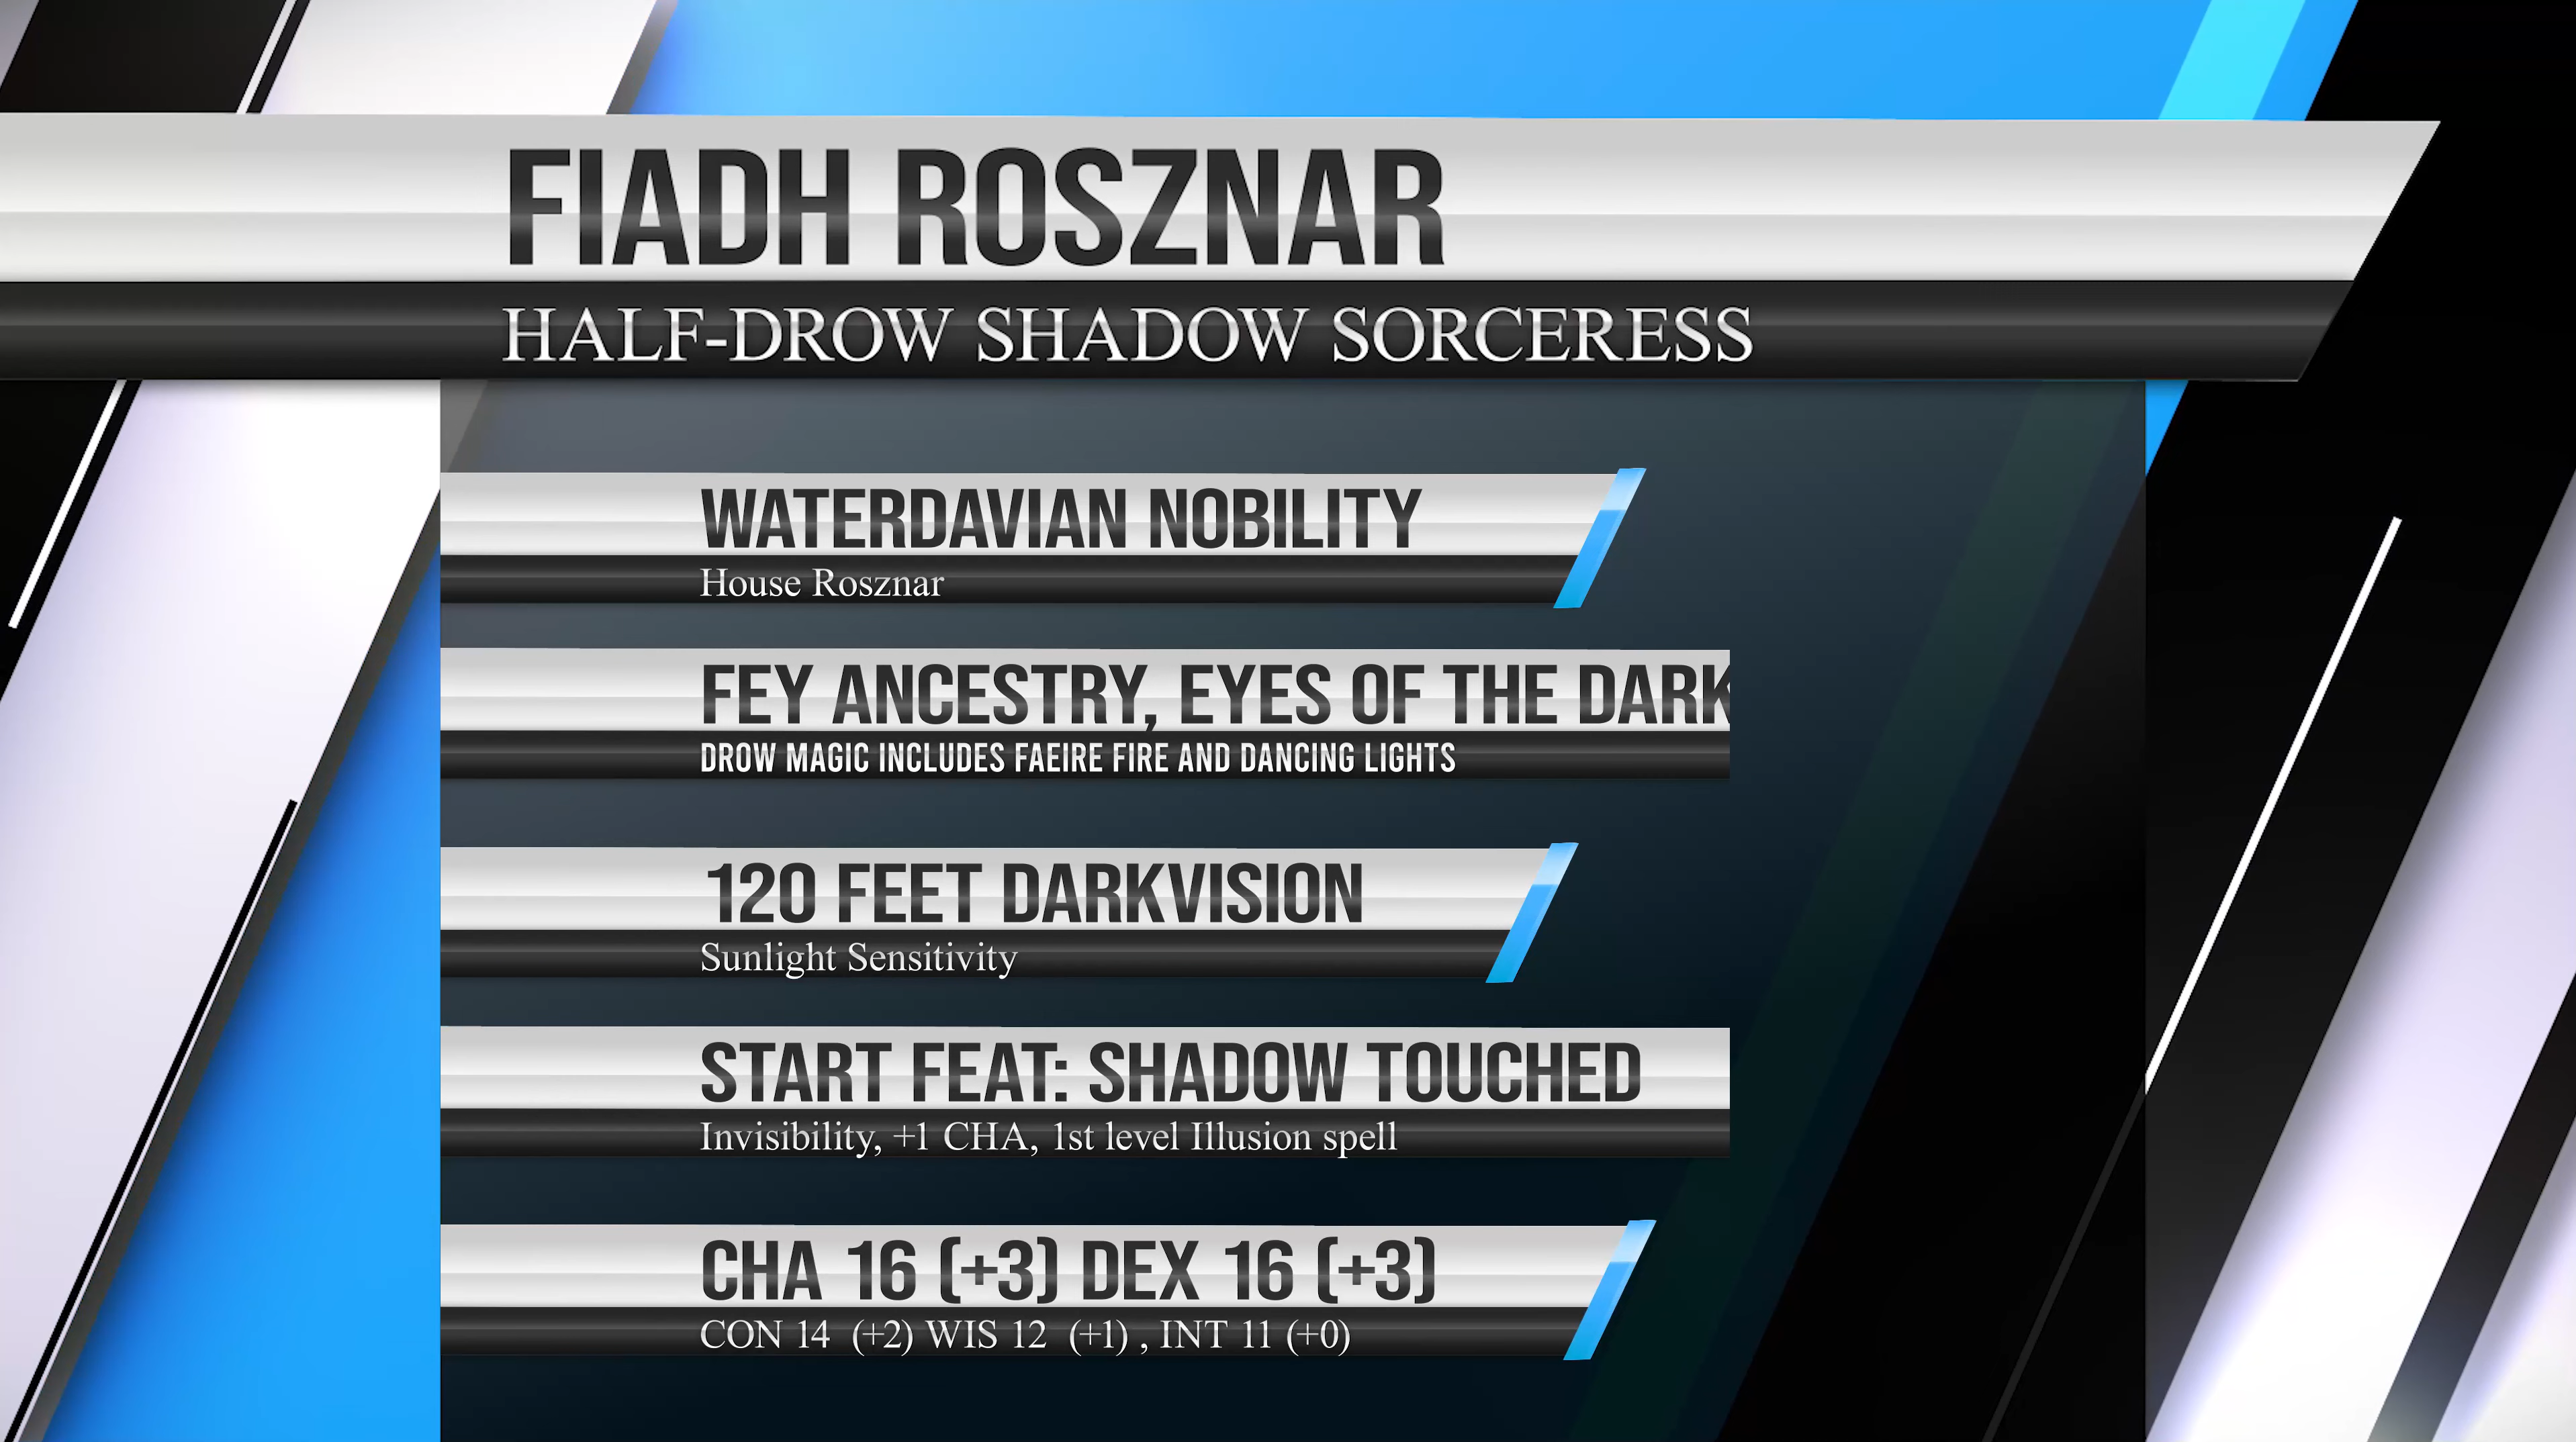 FIADH ROSZNAR
HALF-DROW SHADOW SORCERESS
WATERDAVIAN NOBILITY
House Rosznar
FEY ANCESTRY, EYES OF THE DARK
DROW MAGIC INCLUDES FAEIRE FIRE AND DANCING LIGHTS
120 FEET DARKVISION
Sunlight Sensitivity
START FEAT: SHADOW TOUCHED
Invisibility, +1 CHA, 1st level Illusion spell
CHA 16 (+3) DEX 16 (+3)
CON 14 (+2) WIS 12 (+1) , INT 11 (+0)